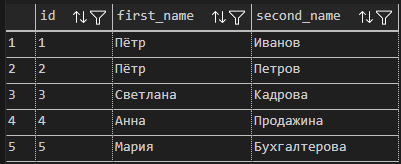 id first_name second_name
1 1 Пётр Иванов
2 2 Пётр Петров
3 3 Светлана Кадрова
4 4 Анна Продажина
5 5 Мария Бухгалтерова